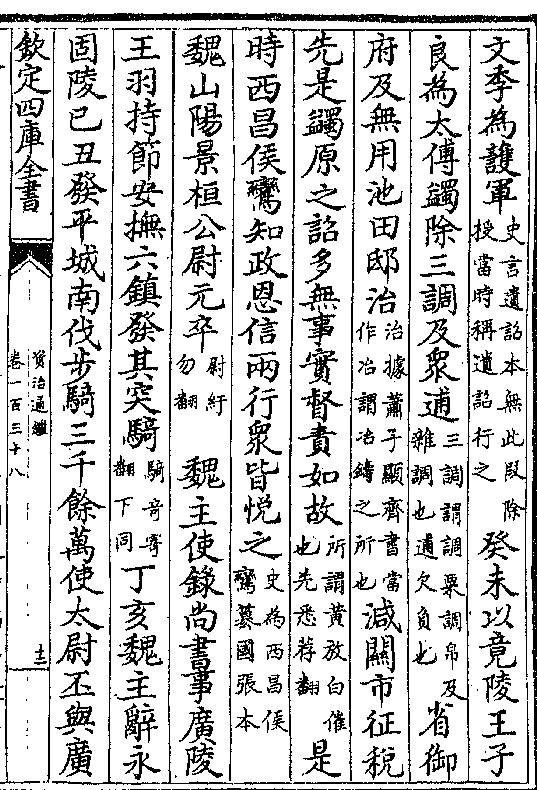 文季為護軍史言遺詔本無此叚除授當時稱遺詔行之癸未以竟陵王子
良為太傅蠲除三調及衆逋三調謂調粟調帛及雜調也逋欠負也省御
府及無用池田邸治治據蕭子顯齊書當作冶謂冶鑄之所也減關市征稅
先是蠲原之詔多無事實督責如故所謂黄放白催也先悉荐翻是
時西昌侯鸞知政恩信兩行衆皆悦之史為西昌侯鸞簒國張本
魏山陽景桓公尉元卒尉紆勿翻 魏主使録尚書事廣陵
王羽持節安撫六鎮發其突騎騎奇寄翻下同丁亥魏主辭永
固陵已丑發平城南伐步騎三千餘萬使太尉丕與廣
欽定四庫全書
資治通鑑
卷一百三十八
十二